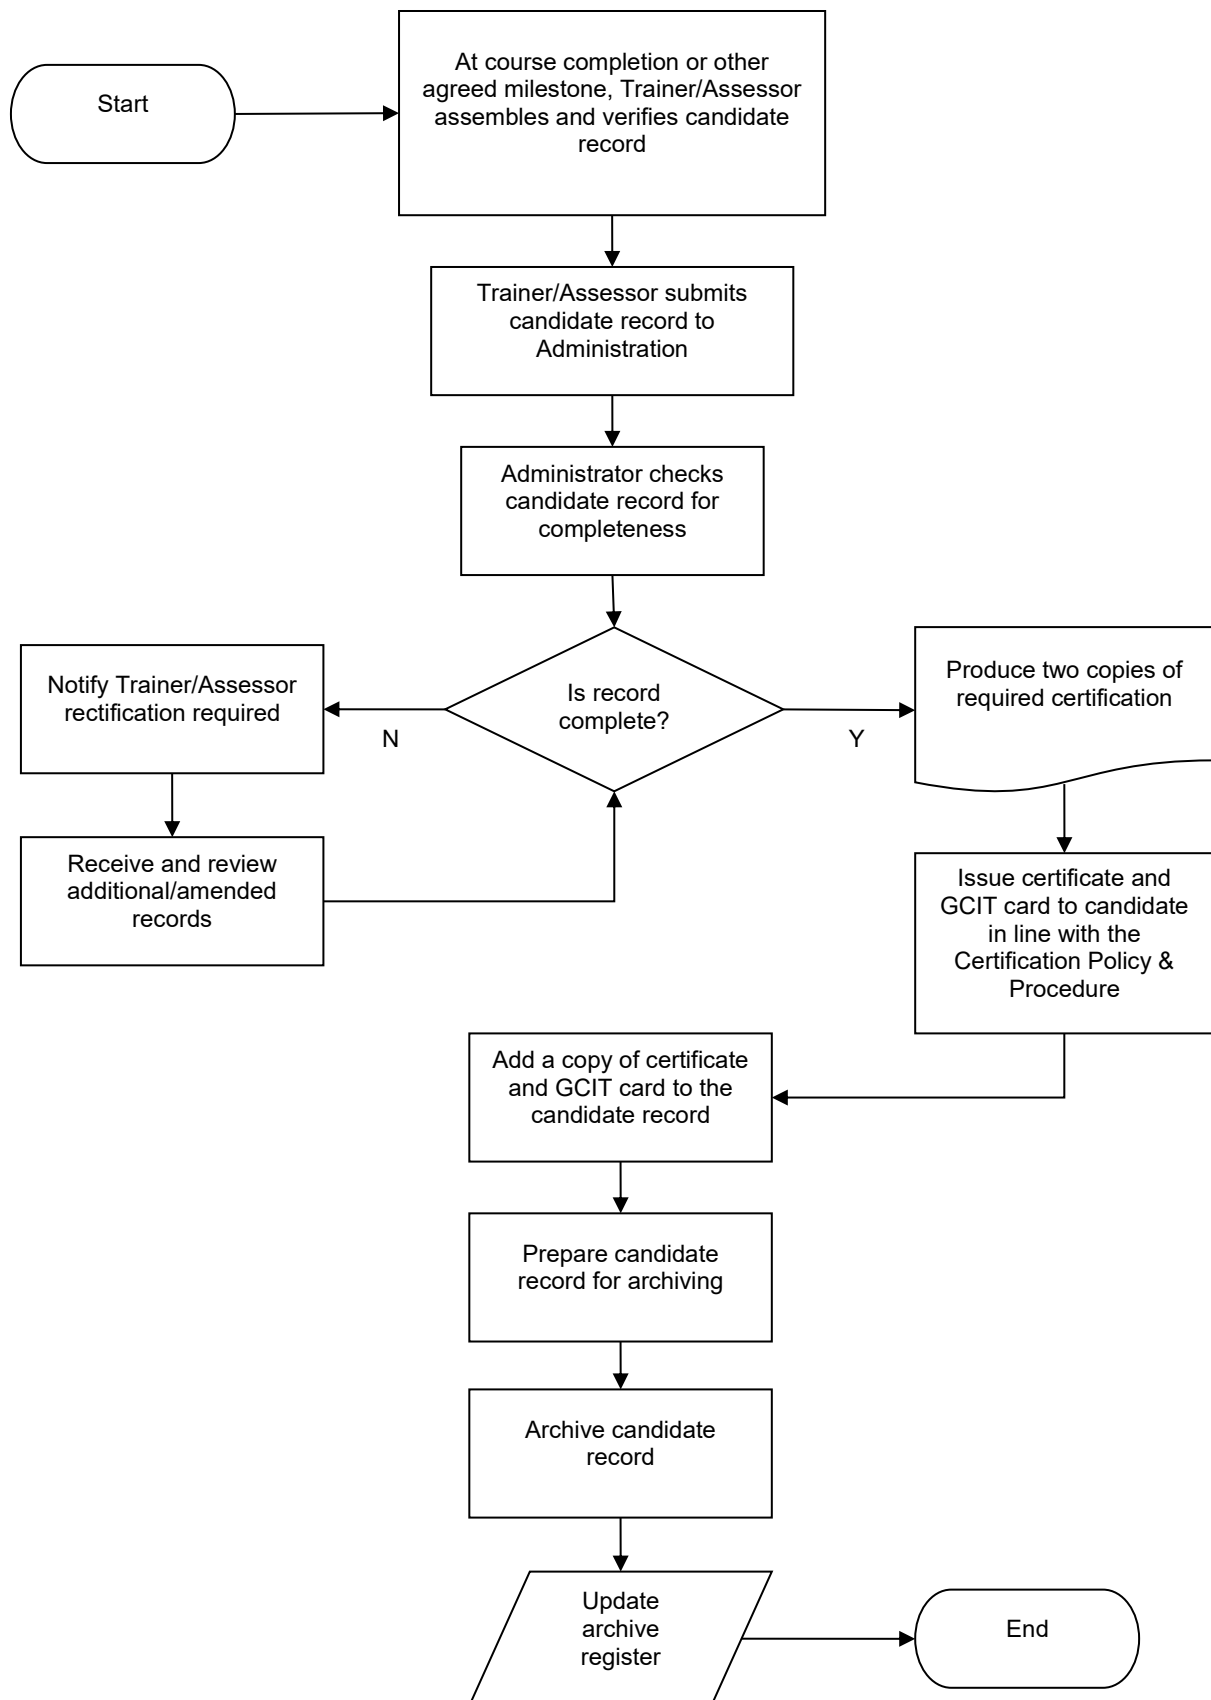 Start
At course completion or other
agreed milestone, Trainer/Assessor
assembles and verifies candidate
record
Trainer/Assessor submits
candidate record to
Administration
Administrator checks
candidate record for
completeness
Is record
complete?
N
Y
Notify Trainer/Assessor
rectification required
Receive and review
additional/amended
records
Produce two copies of
required certification
Issue certificate and
GCIT card to candidate
in line with the
Certification Policy &
Procedure
Add a copy of certificate
and GCIT card to the
candidate record
Prepare candidate
record for archiving
Archive candidate
record
Update
archive
register
End